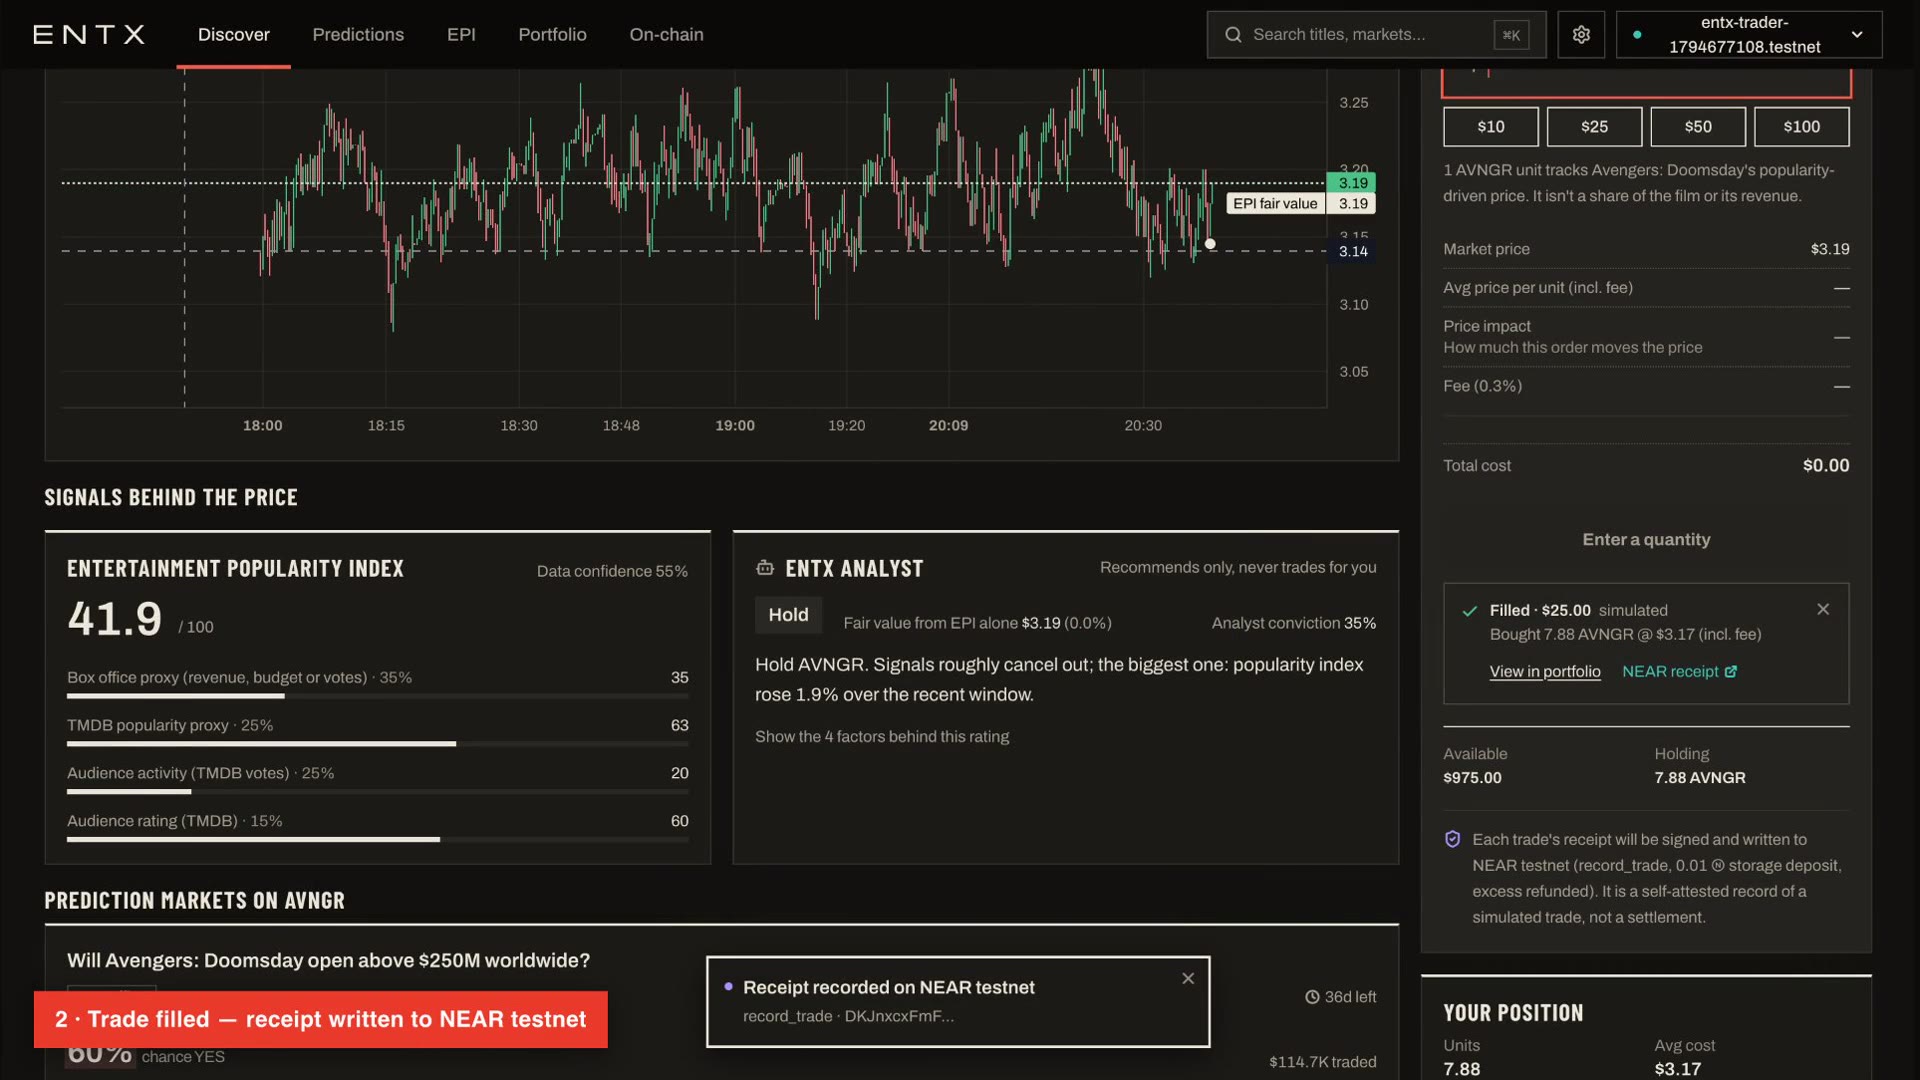 ENTX
Discover
Predictions
EPI
Portfolio
On-chain
Search titles, markets...
⌘K
entx-trader-
1794677108.testnet
3.25
3.20
3.19
EPI fair value 3.19
3.15
3.14
3.10
3.05
18:00
18:15
18:30
18:48
19:00
19:20
20:09
20:30
$10
$25
$50
$100
1 AVNGR unit tracks Avengers: Doomsday's popularity-
driven price. It isn't a share of the film or its revenue.
Market price $3.19
Avg price per unit (incl. fee) —
Price impact
How much this order moves the price —
Fee (0.3%) —
Total cost $0.00
Enter a quantity
Filled · $25.00 simulated
Bought 7.88 AVNGR @ $3.17 (incl. fee)
View in portfolio
NEAR receipt
Available
$975.00
Holding
7.88 AVNGR
Each trade's receipt will be signed and written to
NEAR testnet (record_trade, 0.01 Ⓝ storage deposit,
excess refunded). It is a self-attested record of a
simulated trade, not a settlement.
YOUR POSITION
Units
7.88
Avg cost
$3.17
SIGNALS BEHIND THE PRICE
ENTERTAINMENT POPULARITY INDEX
Data confidence 55%
41.9 / 100
Box office proxy (revenue, budget or votes) · 35% 35
TMDB popularity proxy · 25% 63
Audience activity (TMDB votes) · 25% 20
Audience rating (TMDB) · 15% 60
ENTX ANALYST
Recommends only, never trades for you
Hold
Fair value from EPI alone $3.19 (0.0%)
Analyst conviction 35%
Hold AVNGR. Signals roughly cancel out; the biggest one: popularity index
rose 1.9% over the recent window.
Show the 4 factors behind this rating
PREDICTION MARKETS ON AVNGR
Will Avengers: Doomsday open above $250M worldwide?
36d left
2 · Trade filled — receipt written to NEAR testnet
60% chance YES
$114.7K traded
Receipt recorded on NEAR testnet
record_trade · DKJnxcxFmF...